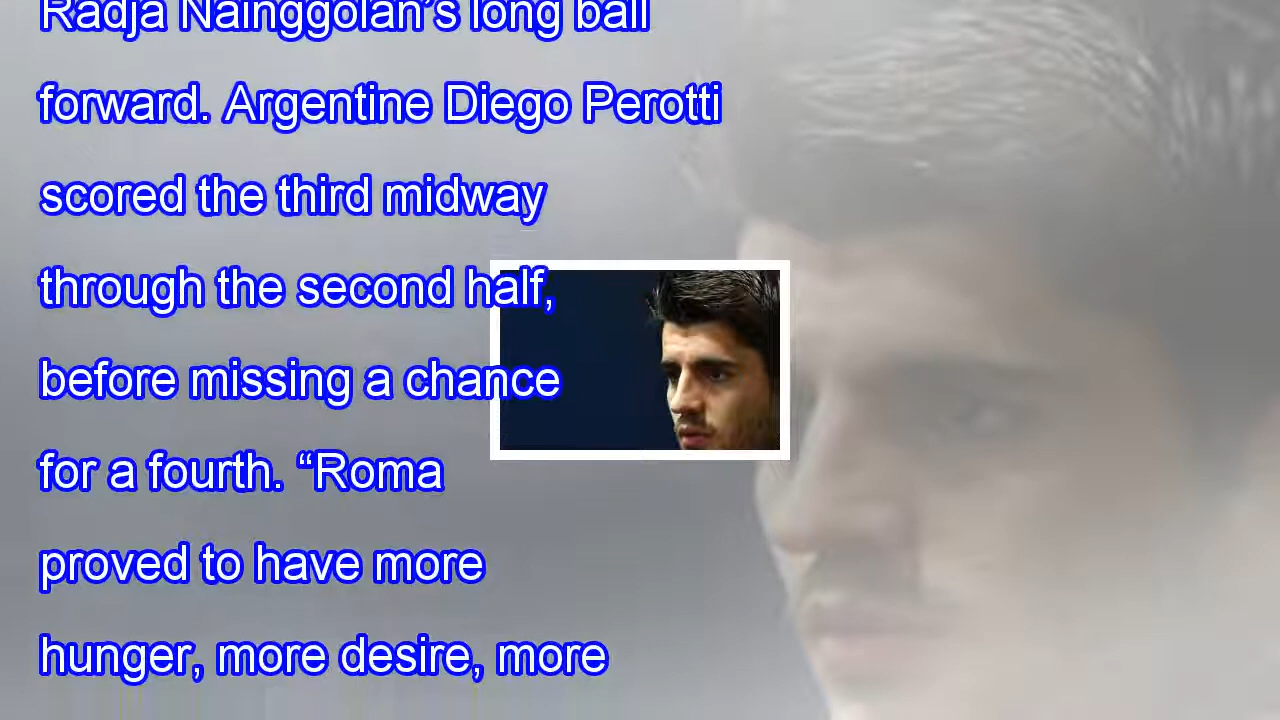 Radja Nainggolan’s long ball
forward. Argentine Diego Perotti
scored the third midway
through the second half,
before missing a chance
for a fourth. “Roma
proved to have more
hunger, more desire, more